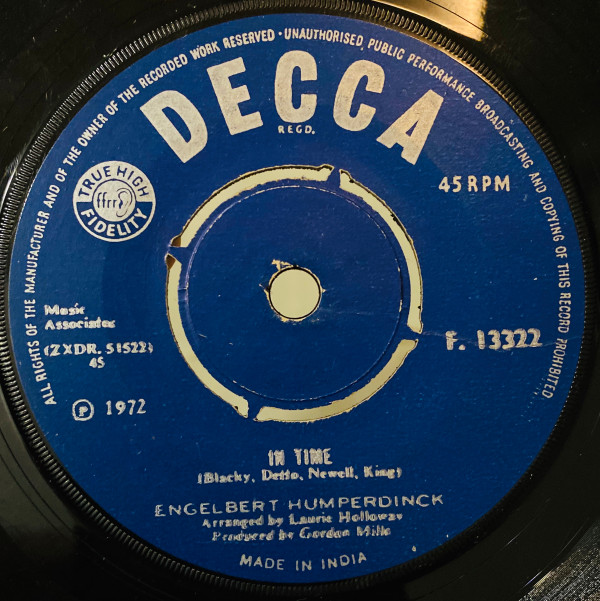 ALL RIGHTS OF THE MANUFACTURER AND OF THE OWNER OF THE RECORDED WORK RESERVED · UNAUTHORISED, PUBLIC PERFORMANCE BROADCASTING AND COPYING OF THIS RECORD PROHIBITED.
DECCA
REGD.
TRUE HIGH
ffrr
FIDELITY
45 RPM
Music
Associates
(ZXDR. 51522)
45
F. 13322
℗ 1972
IN TIME
(Blacky, Detto, Newell, King)
ENGELBERT HUMPERDINCK
Arranged by Laurie Holloway
Produced by Gordon Mills
MADE IN INDIA